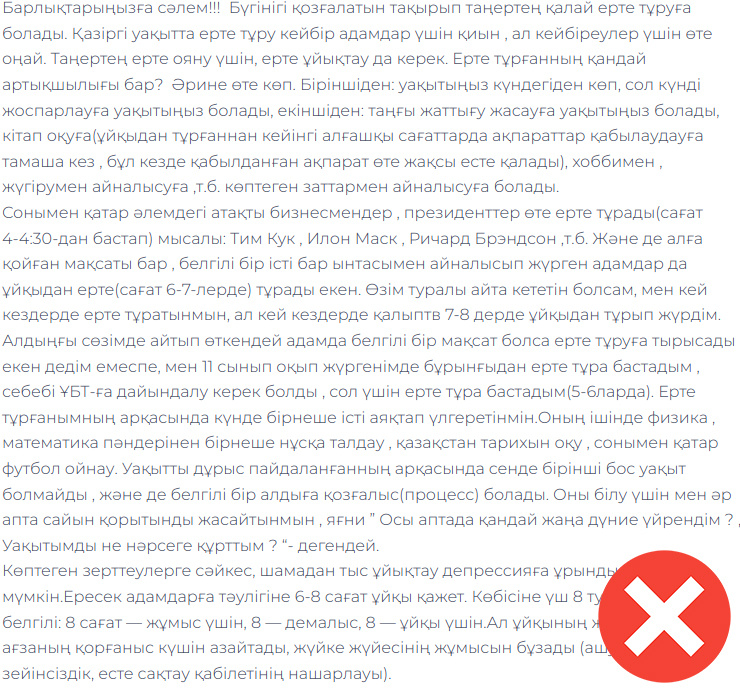 Барлықтарыңызға сәлем!!!  Бүгінігі қозғалатын тақырып таңертең қалай ерте тұруға
болады. Қазіргі уақытта ерте тұру кейбір адамдар үшін қиын , ал кейбіреулер үшін өте
оңай. Таңертең ерте ояну үшін, ерте ұйықтау да керек. Ерте тұрғанның қандай
артықшылығы бар?  Әрине өте көп. Біріншіден: уақытыңыз күндегіден көп, сол күнді
жоспарлауға уақытыңыз болады, екіншіден: таңғы жаттығу жасауға уақытыңыз болады,
кітап оқуға(ұйқыдан тұрғаннан кейінгі алғашқы сағаттарда ақпараттар қабылаудауға
тамаша кез , бұл кезде қабылданған ақпарат өте жақсы есте қалады), хоббимен ,
жүгірумен айналысуға ,т.б. көптеген заттармен айналысуға болады.
Сонымен қатар әлемдегі атақты бизнесмендер , президенттер өте ерте тұрады(сағат
4-4:30-дан бастап) мысалы: Тим Кук , Илон Маск , Ричард Брэндсон ,т.б. Және де алға
қойған мақсаты бар , белгілі бір істі бар ынтасымен айналысып жүрген адамдар да
ұйқыдан ерте(сағат 6-7-лерде) тұрады екен. Өзім туралы айта кететін болсам, мен кей
кездерде ерте тұратынмын, ал кей кездерде қалыптв 7-8 дерде ұйқыдан тұрып жүрдім.
Алдыңғы сөзімде айтып өткендей адамда белгілі бір мақсат болса ерте тұруға тырысады
екен дедім емеспе, мен 11 сынып оқып жүргенімде бұрынғыдан ерте тұра бастадым ,
себебі ҰБТ-ға дайындалу керек болды , сол үшін ерте тұра бастадым(5-6ларда). Ерте
тұрғанымның арқасында күнде бірнеше істі аяқтап үлгеретінмін.Оның ішінде физика ,
математика пәндерінен бірнеше нұсқа талдау , қазақстан тарихын оқу , сонымен қатар
футбол ойнау. Уақытты дұрыс пайдаланғанның арқасында сенде бірінші бос уақыт
болмайды , және де белгілі бір алдыға қозғалыс(процесс) болады. Оны білу үшін мен әр
апта сайын қорытынды жасайтынмын , яғни ” Осы аптада қандай жаңа дүние үйрендім ? ,
Уақытымды не нәрсеге құрттым ? “- дегендей.
Көптеген зерттеулерге сәйкес, шамадан тыс ұйықтау депрессияға
мүмкін.Ересек адамдарға тәулігіне 6-8 сағат ұйқы қажет. Көбісіне үш 8
белгілі: 8 сағат — жұмыс үшін, 8 — демалыс, 8 — ұйқы үшін.Ал ұйқының
ағзаның қорғаныс күшін азайтады, жүйке жүйесінің жұмысын бұзады
зейінсіздік, есте сақтау қабілетінің нашарлауы).